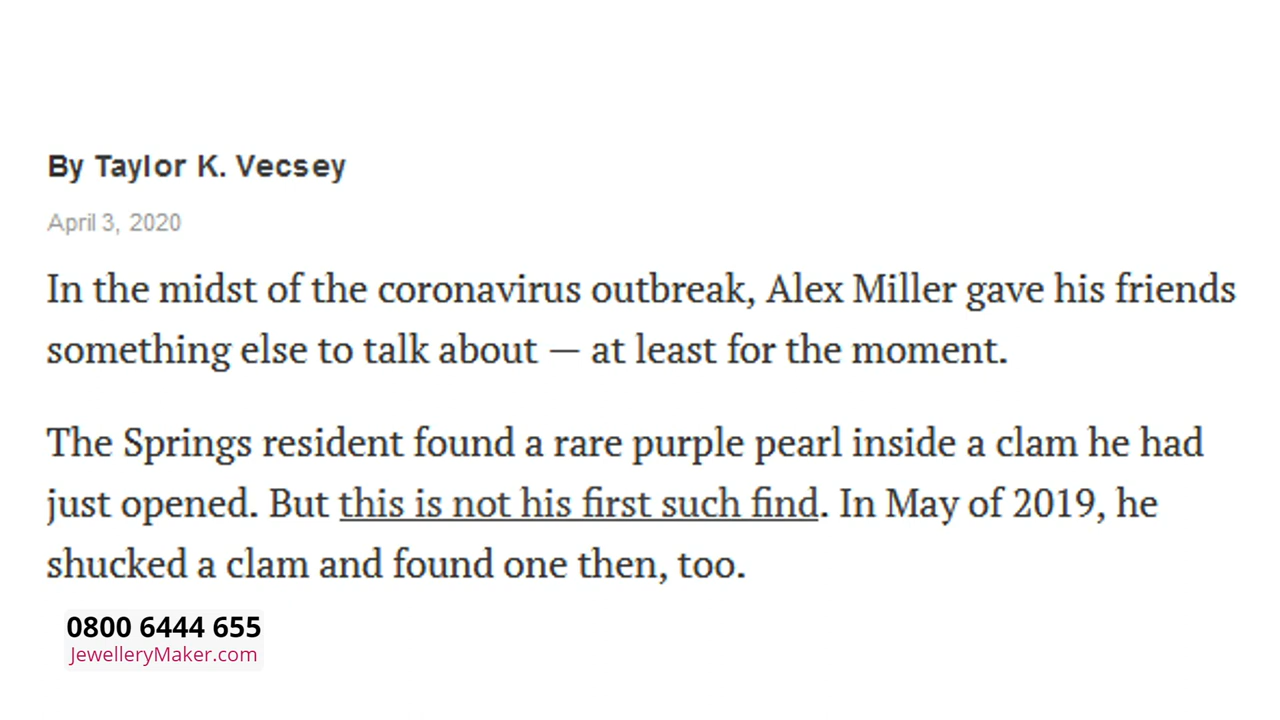 By Taylor K. Vecsey
April 3, 2020
In the midst of the coronavirus outbreak, Alex Miller gave his friends
something else to talk about — at least for the moment.
The Springs resident found a rare purple pearl inside a clam he had
just opened. But this is not his first such find. In May of 2019, he
shucked a clam and found one then, too.
0800 6444 655
JewelleryMaker.com